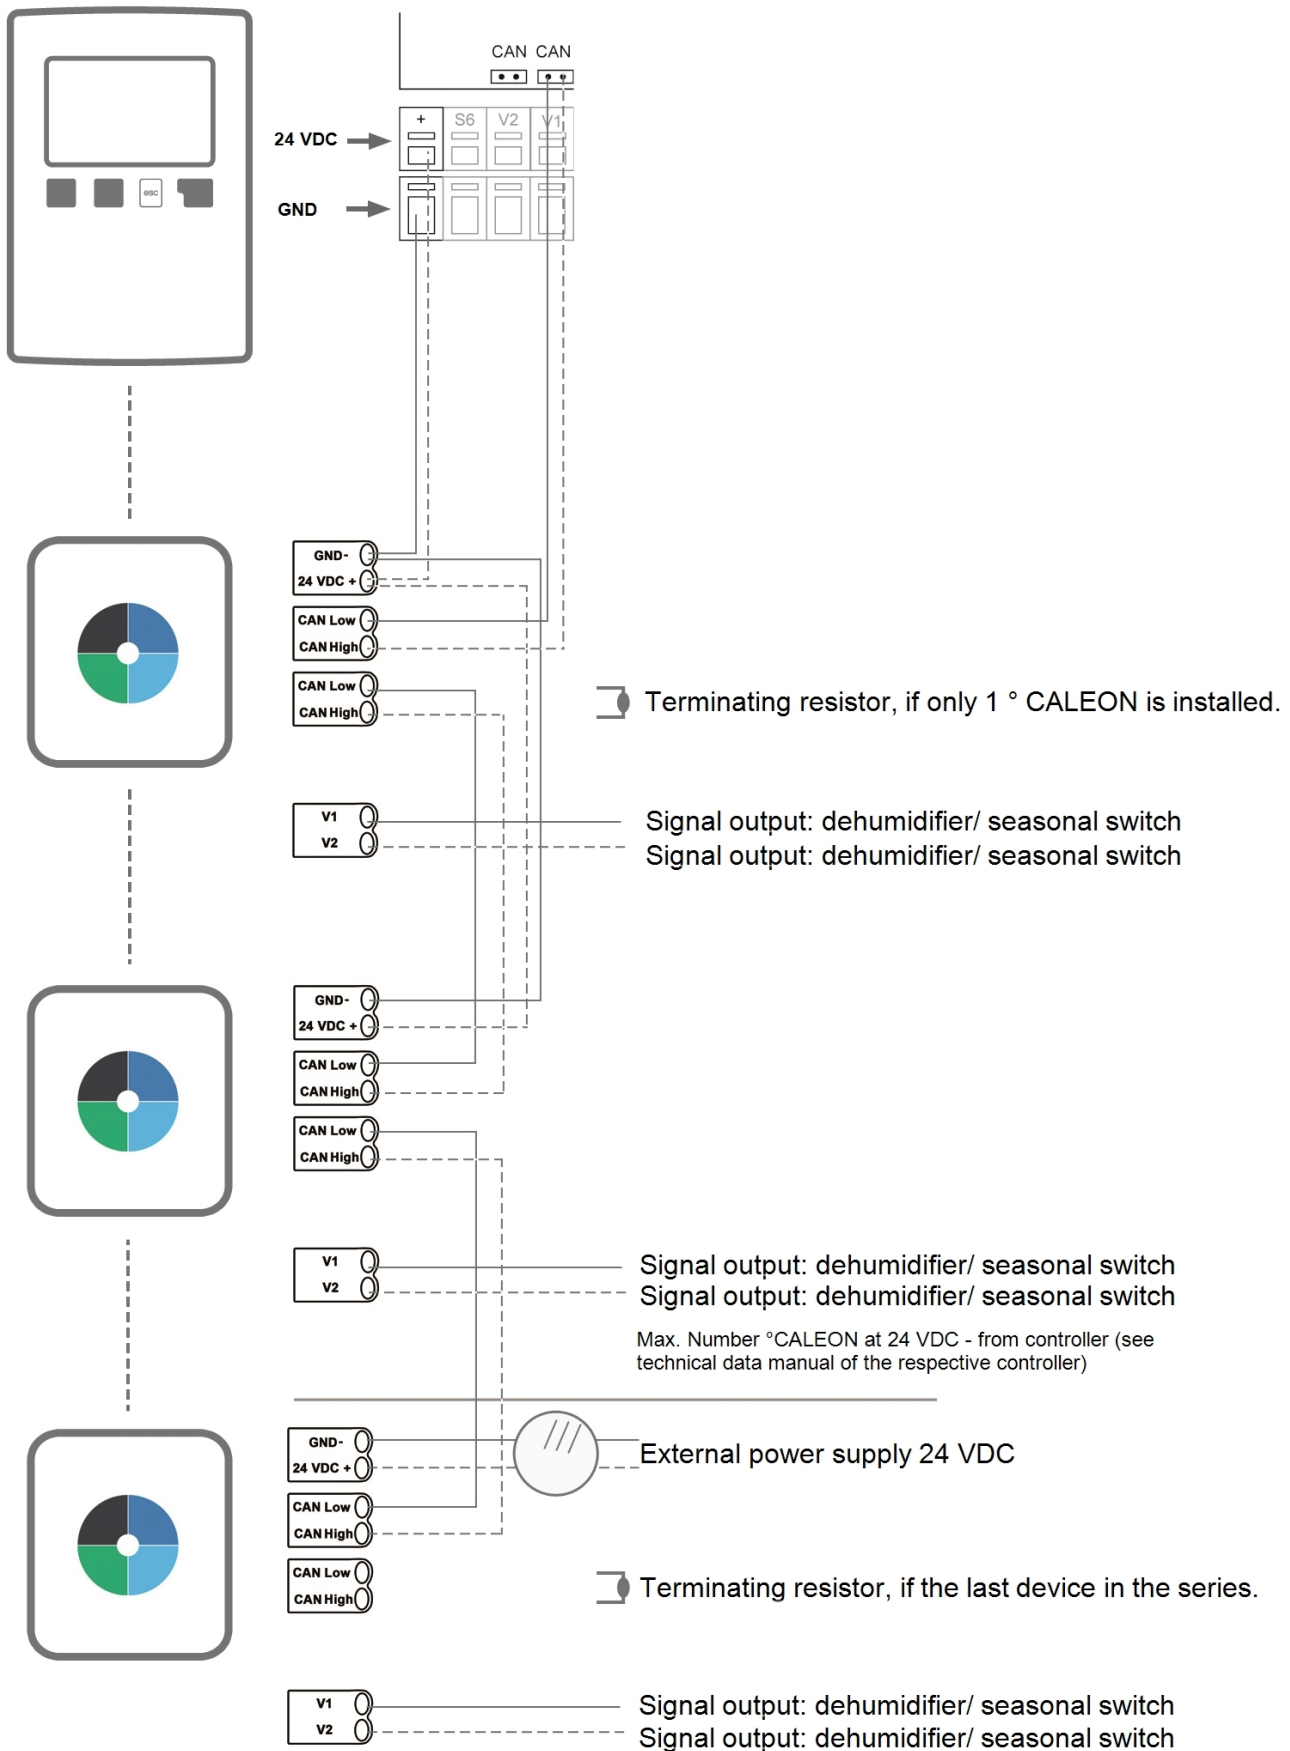 CAN CAN
24 VDC
+ S6 V2 V1
esc
GND
GND-
24 VDC +
CAN Low
CAN High
CAN Low
CAN High
Terminating resistor, if only 1 ° CALEON is installed.
V1
V2
Signal output: dehumidifier/ seasonal switch
Signal output: dehumidifier/ seasonal switch
GND-
24 VDC +
CAN Low
CAN High
CAN Low
CAN High
V1
V2
Signal output: dehumidifier/ seasonal switch
Signal output: dehumidifier/ seasonal switch
Max. Number °CALEON at 24 VDC - from controller (see
technical data manual of the respective controller)
GND-
24 VDC +
External power supply 24 VDC
CAN Low
CAN High
CAN Low
CAN High
Terminating resistor, if the last device in the series.
V1
V2
Signal output: dehumidifier/ seasonal switch
Signal output: dehumidifier/ seasonal switch